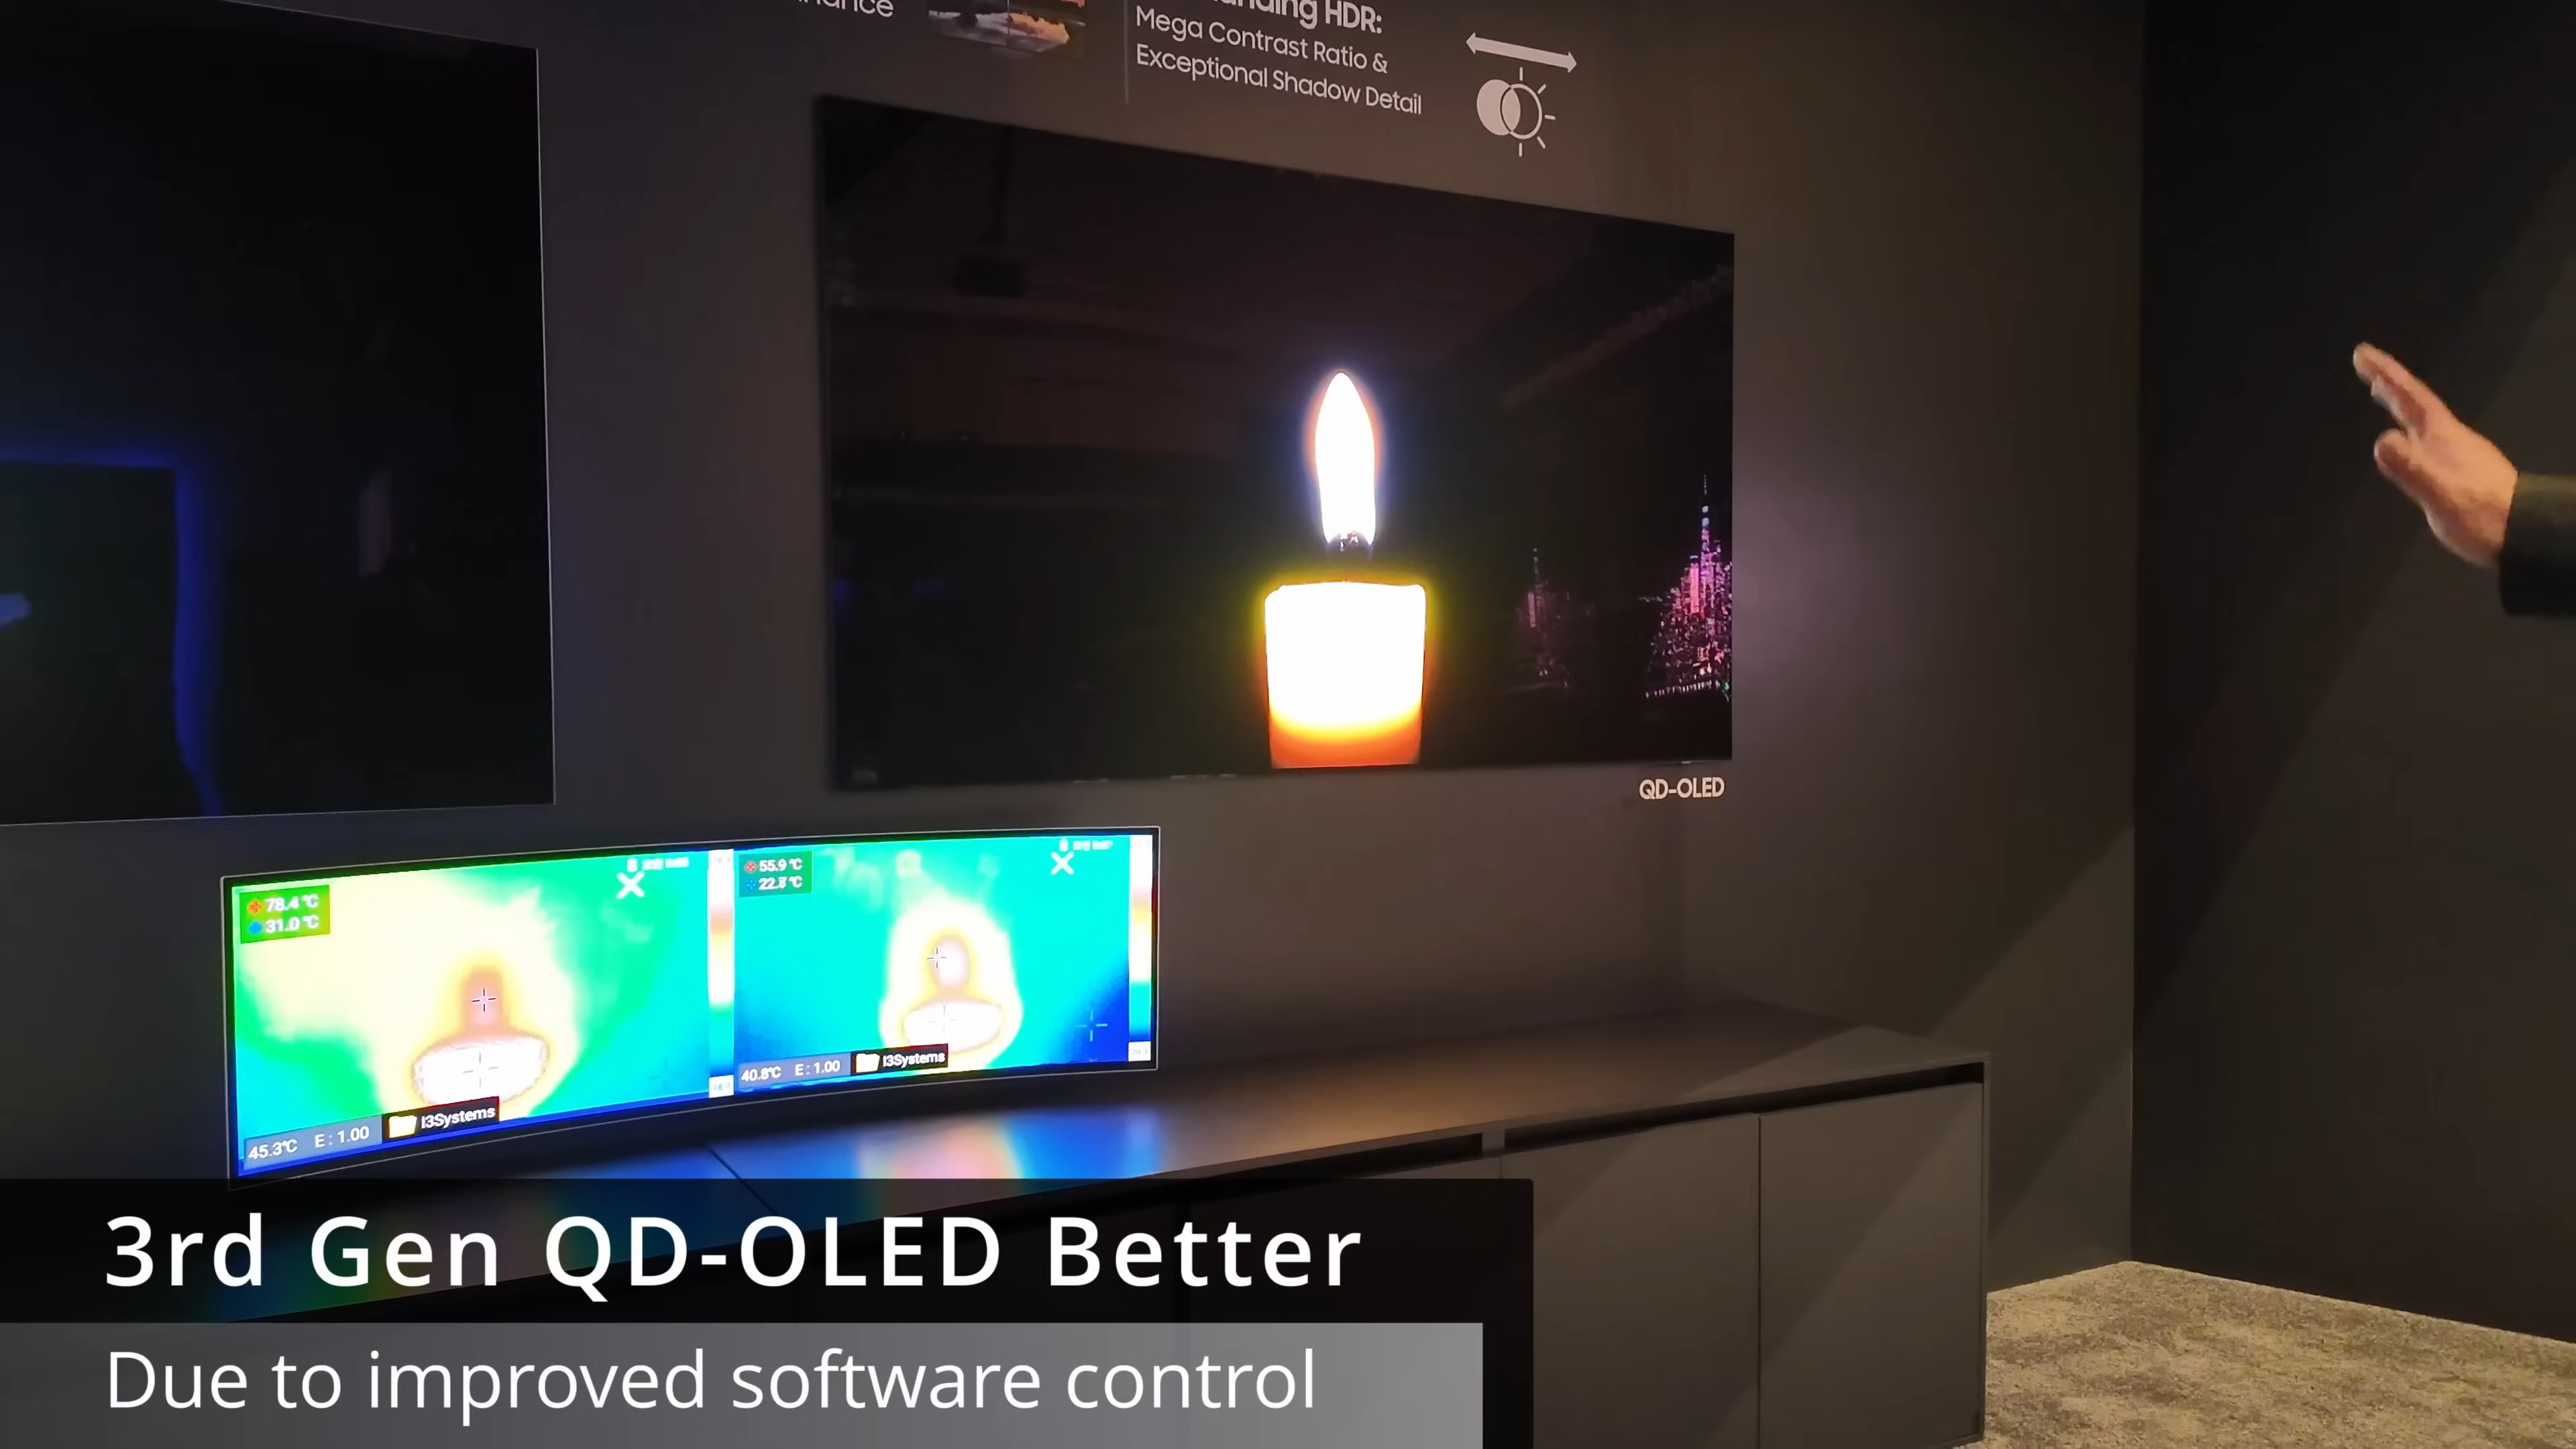 Mega Contrast Ratio &
Exceptional Shadow Detail
HDR:
QD-OLED
78.4 °C
31.0 °C
55.9 °C
22.8 °C
45.3°C E : 1.00 i3Systems
40.8°C E : 1.00 i3Systems
3rd Gen QD-OLED Better
Due to improved software control